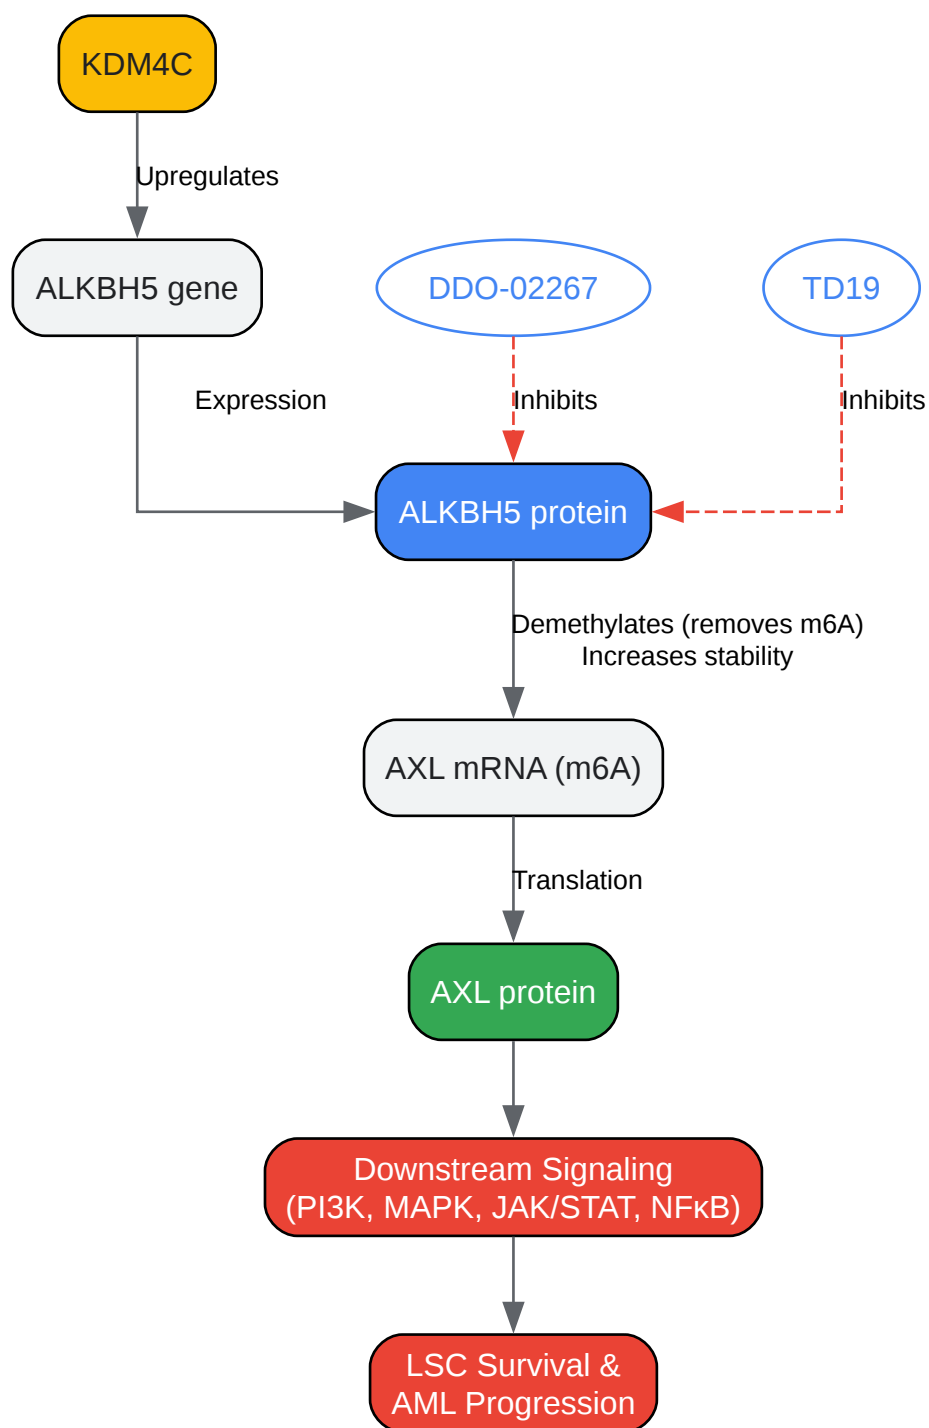 KDM4C
Upregulates
ALKBH5 gene
DDO-02267
TD19
Expression
Inhibits
Inhibits
ALKBH5 protein
Demethylates (removes m6A)
Increases stability
AXL mRNA (m6A)
Translation
AXL protein
Downstream Signaling
(PI3K, MAPK, JAK/STAT, NFκB)
LSC Survival &
AML Progression